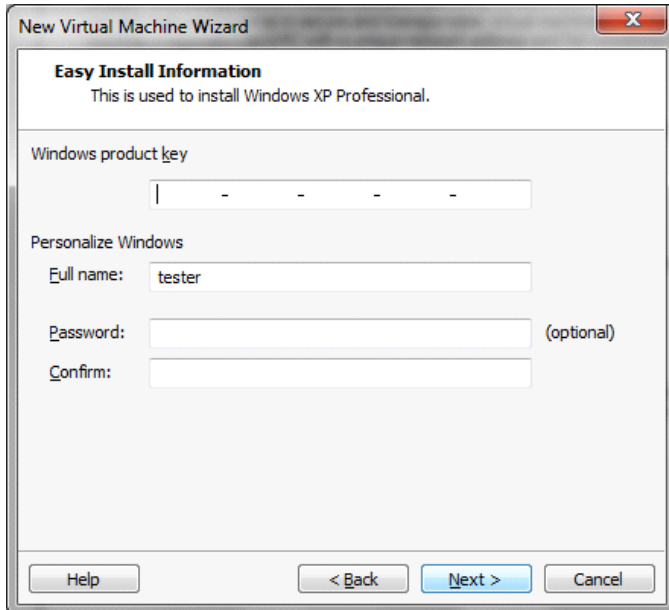 New Virtual Machine Wizard
Easy Install Information
This is used to install Windows XP Professional.
Windows product key
- - - -
Personalize Windows
Full name: tester
Password: (optional)
Confirm:
Help < Back Next > Cancel